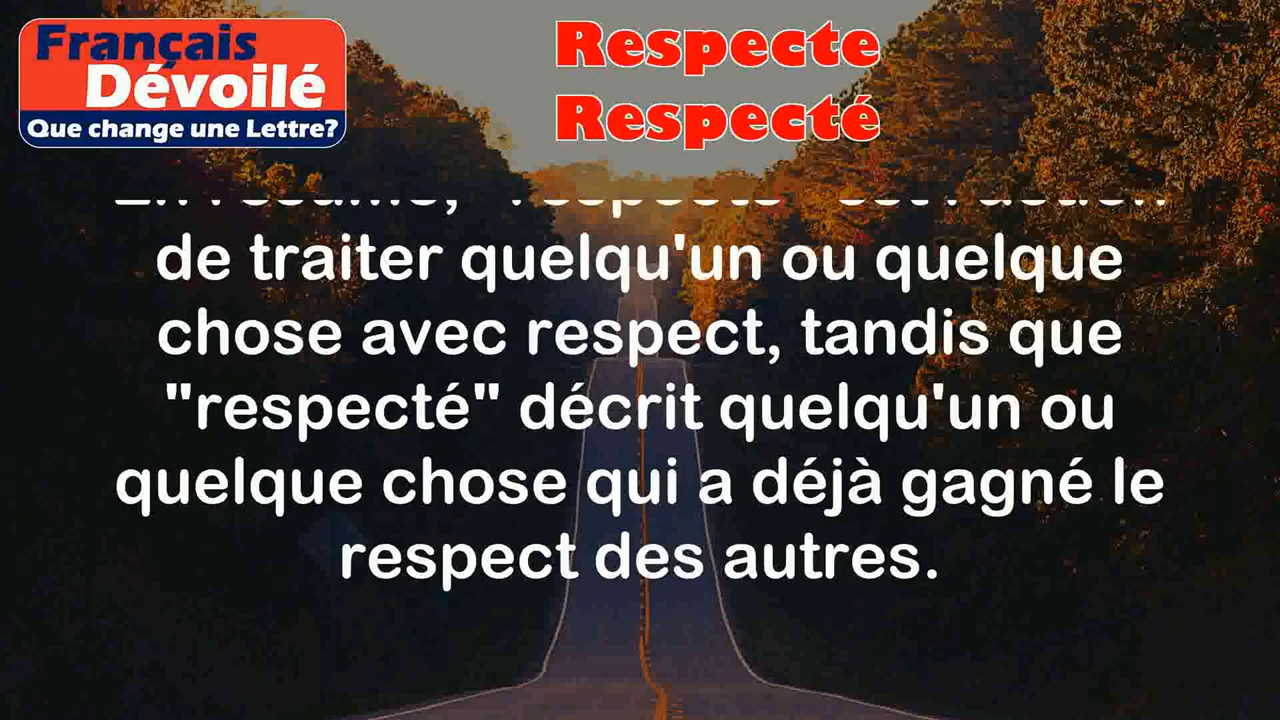 Français
Dévoilé
Que change une Lettre?
Respecte
Respecté
de traiter quelqu'un ou quelque
chose avec respect, tandis que
"respecté" décrit quelqu'un ou
quelque chose qui a déjà gagné le
respect des autres.